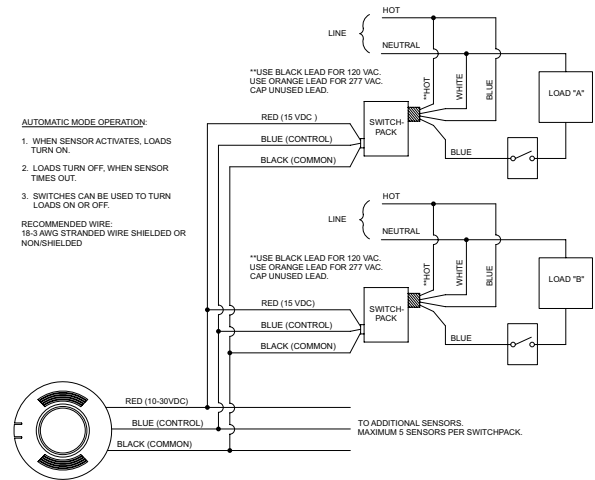 HOT
LINE
NEUTRAL
**USE BLACK LEAD FOR 120 VAC.
USE ORANGE LEAD FOR 277 VAC.
CAP UNUSED LEAD.
**HOT
WHITE
BLUE
LOAD "A"
RED (15 VDC )
SWITCH-
PACK
BLUE (CONTROL)
BLACK (COMMON)
BLUE
AUTOMATIC MODE OPERATION:
1. WHEN SENSOR ACTIVATES, LOADS
TURN ON.
2. LOADS TURN OFF, WHEN SENSOR
TIMES OUT.
3. SWITCHES CAN BE USED TO TURN
LOADS ON OR OFF.
RECOMMENDED WIRE:
18-3 AWG STRANDED WIRE SHIELDED OR
NON/SHIELDED
HOT
LINE
NEUTRAL
**USE BLACK LEAD FOR 120 VAC.
USE ORANGE LEAD FOR 277 VAC.
CAP UNUSED LEAD.
**HOT
WHITE
BLUE
LOAD "B"
RED (15 VDC)
SWITCH-
PACK
BLUE (CONTROL)
BLACK (COMMON)
BLUE
RED (10-30VDC)
BLUE (CONTROL)
BLACK (COMMON)
TO ADDITIONAL SENSORS.
MAXIMUM 5 SENSORS PER SWITCHPACK.